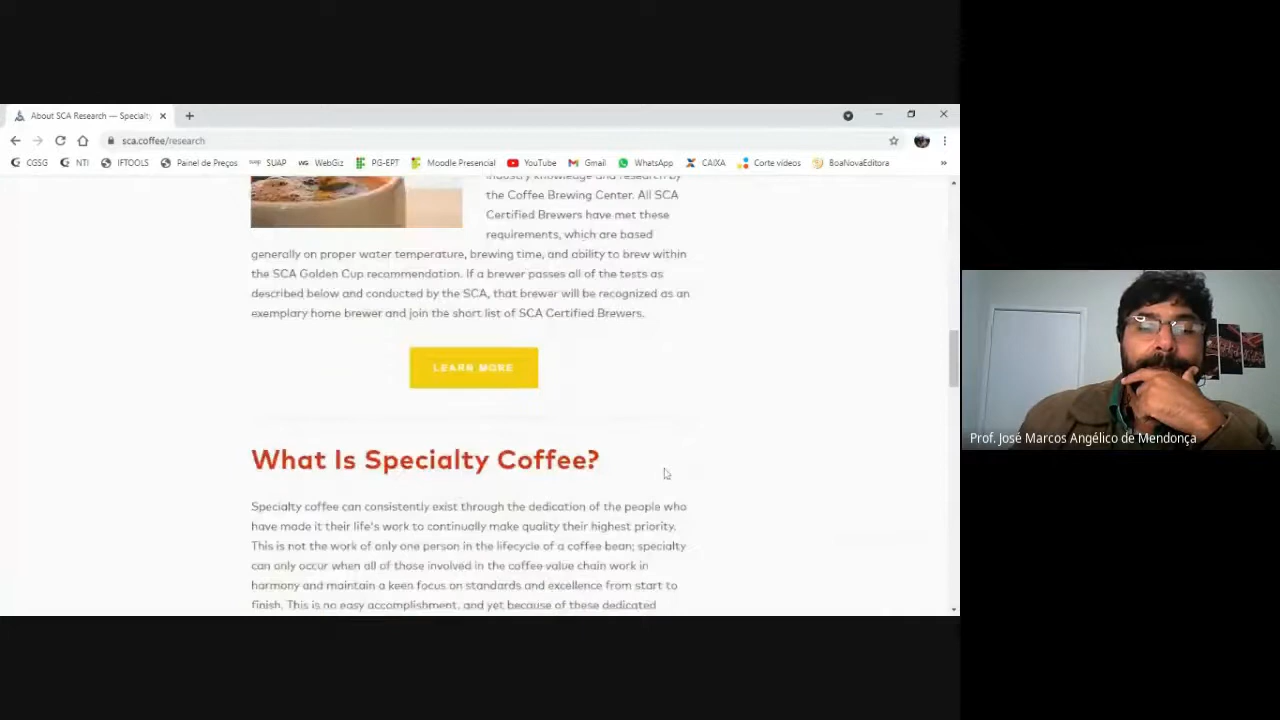 About SCA Research — Specialty
sca.coffee/research
CGSG NTI IFTOOLS Painel de Preços SUAP WebGiz PG-EPT Moodle Presencial YouTube Gmail WhatsApp CAIXA Corte vídeos BoaNovaEditora »
industry knowledge and research by
the Coffee Brewing Center. All SCA
Certified Brewers have met these
requirements, which are based
generally on proper water temperature, brewing time, and ability to brew within
the SCA Golden Cup recommendation. If a brewer passes all of the tests as
described below and conducted by the SCA, that brewer will be recognized as an
exemplary home brewer and join the short list of SCA Certified Brewers.
LEARN MORE
What Is Specialty Coffee?
Specialty coffee can consistently exist through the dedication of the people who
have made it their life's work to continually make quality their highest priority.
This is not the work of only one person in the lifecycle of a coffee bean; specialty
can only occur when all of those involved in the coffee value chain work in
harmony and maintain a keen focus on standards and excellence from start to
finish. This is no easy accomplishment, and yet because of these dedicated
Prof. José Marcos Angélico de Mendonça